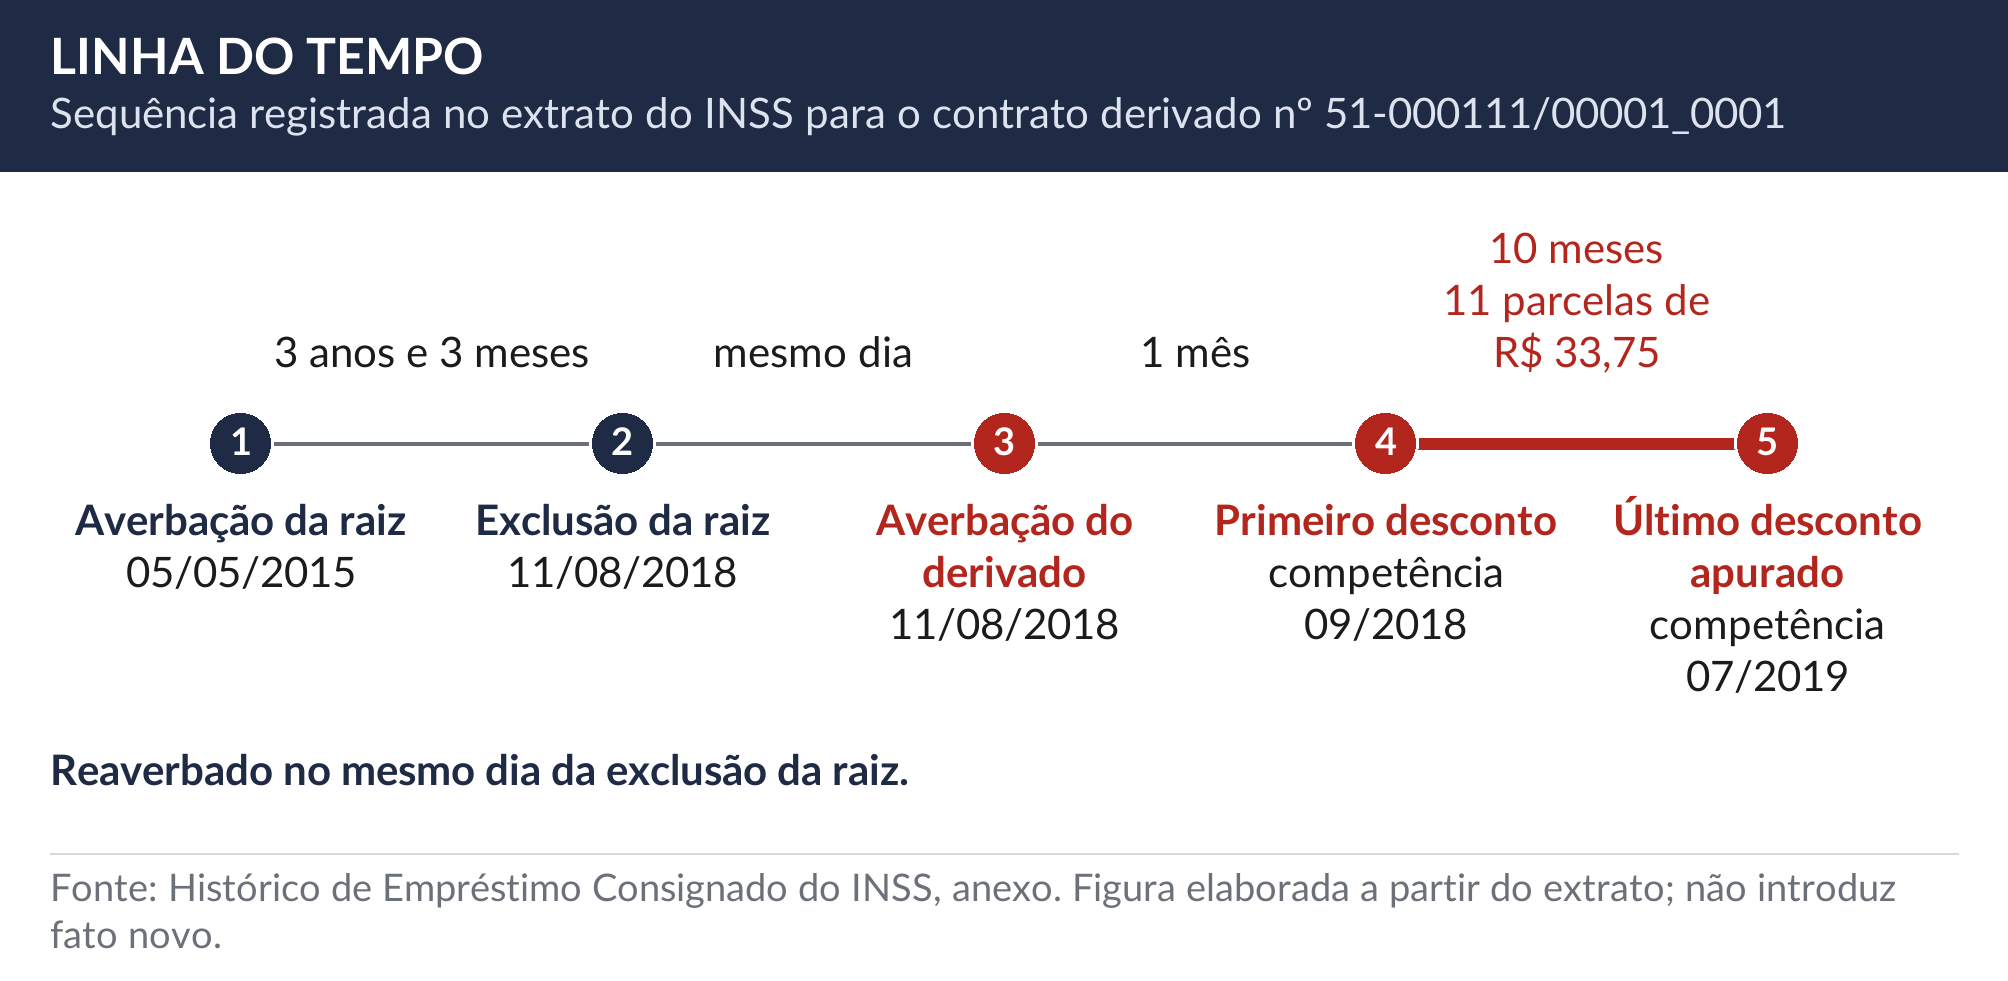 LINHA DO TEMPO
Sequência registrada no extrato do INSS para o contrato derivado nº 51-000111/00001_0001
10 meses
11 parcelas de
R$ 33,75
3 anos e 3 meses
mesmo dia
1 mês
1
2
3
4
5
Averbação da raiz
05/05/2015
Exclusão da raiz
11/08/2018
Averbação do
derivado
11/08/2018
Primeiro desconto
competência
09/2018
Último desconto
apurado
competência
07/2019
Reaverbado no mesmo dia da exclusão da raiz.
Fonte: Histórico de Empréstimo Consignado do INSS, anexo. Figura elaborada a partir do extrato; não introduz
fato novo.